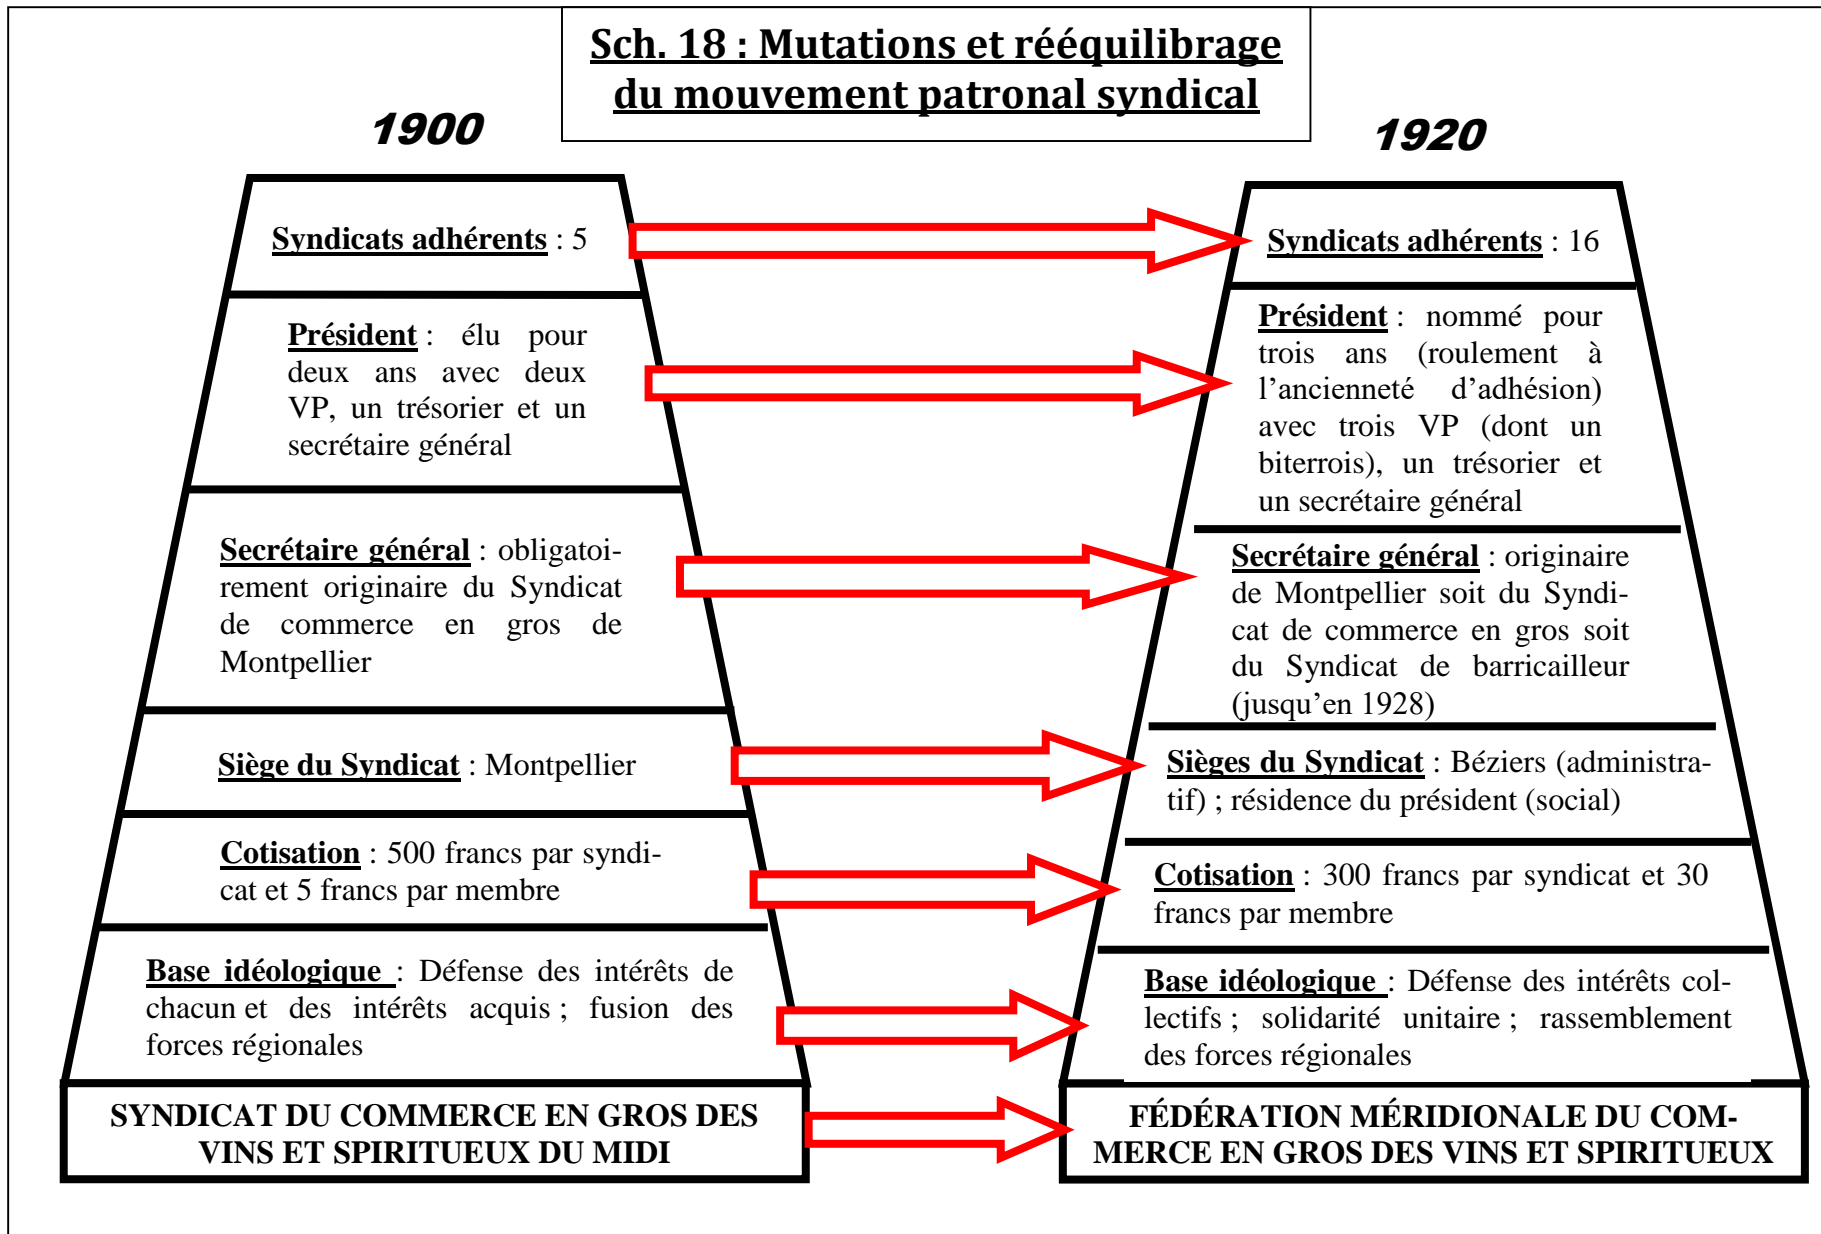 Sch. 18 : Mutations et rééquilibrage
du mouvement patronal syndical
1900
Syndicats adhérents : 5
Président : élu pour
deux ans avec deux
VP, un trésorier et un
secrétaire général
Secrétaire général : obligatoi-
rement originaire du Syndicat
de commerce en gros de
Montpellier
Siège du Syndicat : Montpellier
Cotisation : 500 francs par syndi-
cat et 5 francs par membre
Base idéologique : Défense des intérêts de
chacun et des intérêts acquis ; fusion des
forces régionales
SYNDICAT DU COMMERCE EN GROS DES
VINS ET SPIRITUEUX DU MIDI
1920
Syndicats adhérents : 16
Président : nommé pour
trois ans (roulement à
l’ancienneté d’adhésion)
avec trois VP (dont un
biterrois), un trésorier et
un secrétaire général
Secrétaire général : originaire
de Montpellier soit du Syndi-
cat de commerce en gros soit
du Syndicat de barricailleur
(jusqu’en 1928)
Sièges du Syndicat : Béziers (administra-
tif) ; résidence du président (social)
Cotisation : 300 francs par syndicat et 30
francs par membre
Base idéologique : Défense des intérêts col-
lectifs ; solidarité unitaire ; rassemblement
des forces régionales
FÉDÉRATION MÉRIDIONALE DU COM-
MERCE EN GROS DES VINS ET SPIRITUEUX